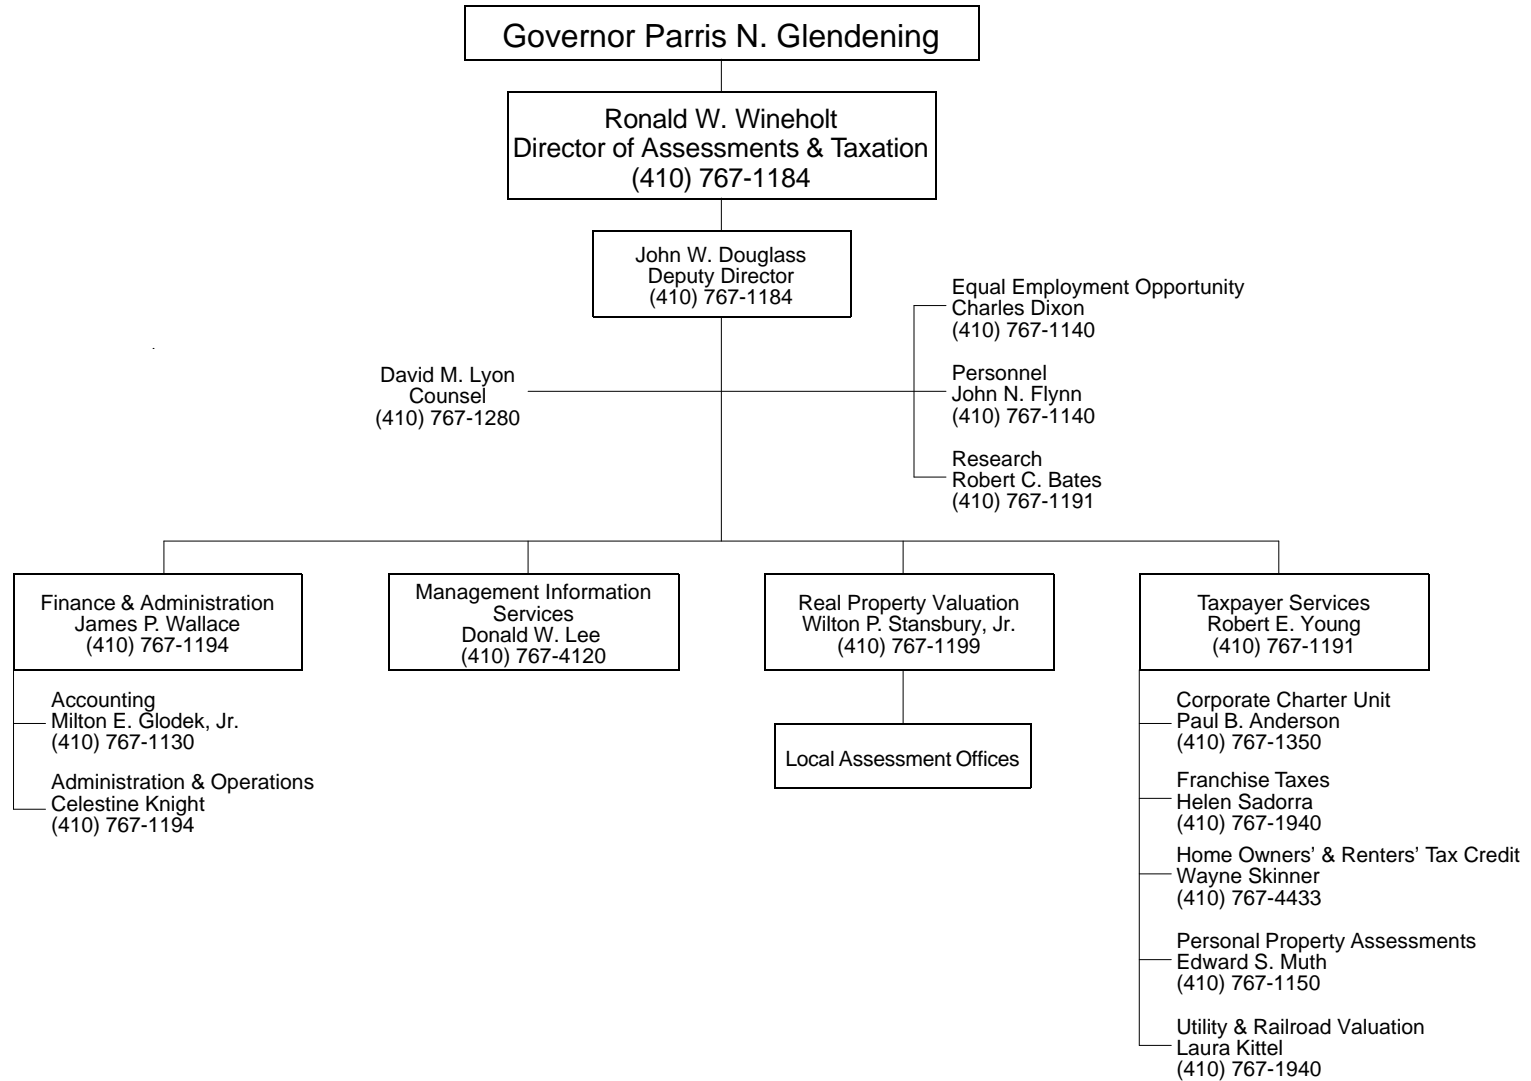 Governor Parris N. Glendening
Ronald W. Wineholt
Director of Assessments & Taxation
(410) 767-1184
John W. Douglass
Deputy Director
(410) 767-1184
Equal Employment Opportunity
Charles Dixon
(410) 767-1140
David M. Lyon
Counsel
(410) 767-1280
Personnel
John N. Flynn
(410) 767-1140
Research
Robert C. Bates
(410) 767-1191
Finance & Administration
James P. Wallace
(410) 767-1194
Accounting
Milton E. Glodek, Jr.
(410) 767-1130
Administration & Operations
Celestine Knight
(410) 767-1194
Management Information
Services
Donald W. Lee
(410) 767-4120
Real Property Valuation
Wilton P. Stansbury, Jr.
(410) 767-1199
Local Assessment Offices
Taxpayer Services
Robert E. Young
(410) 767-1191
Corporate Charter Unit
Paul B. Anderson
(410) 767-1350
Franchise Taxes
Helen Sadorra
(410) 767-1940
Home Owners’ & Renters’ Tax Credit
Wayne Skinner
(410) 767-4433
Personal Property Assessments
Edward S. Muth
(410) 767-1150
Utility & Railroad Valuation
Laura Kittel
(410) 767-1940